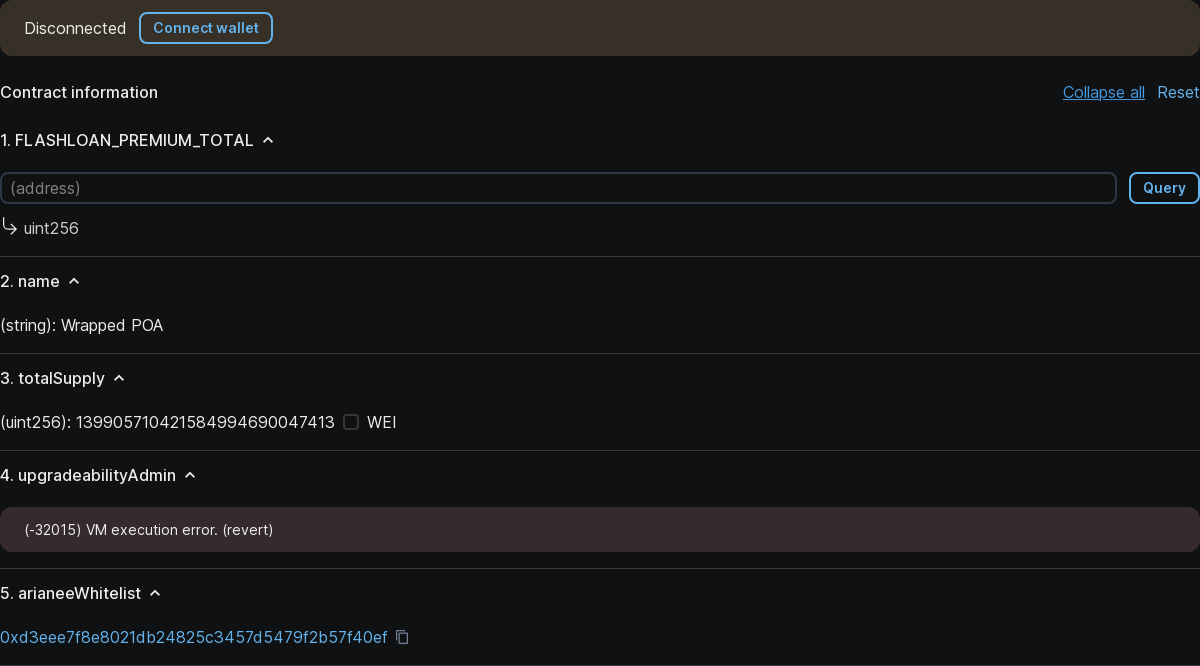 Disconnected Connect wallet
Contract information Collapse all Reset
1. FLASHLOAN_PREMIUM_TOTAL
(address) Query
uint256
2. name
(string): Wrapped POA
3. totalSupply
(uint256): 139905710421584994690047413 WEI
4. upgradeabilityAdmin
(-32015) VM execution error. (revert)
5. arianeeWhitelist
0xd3eee7f8e8021db24825c3457d5479f2b57f40ef